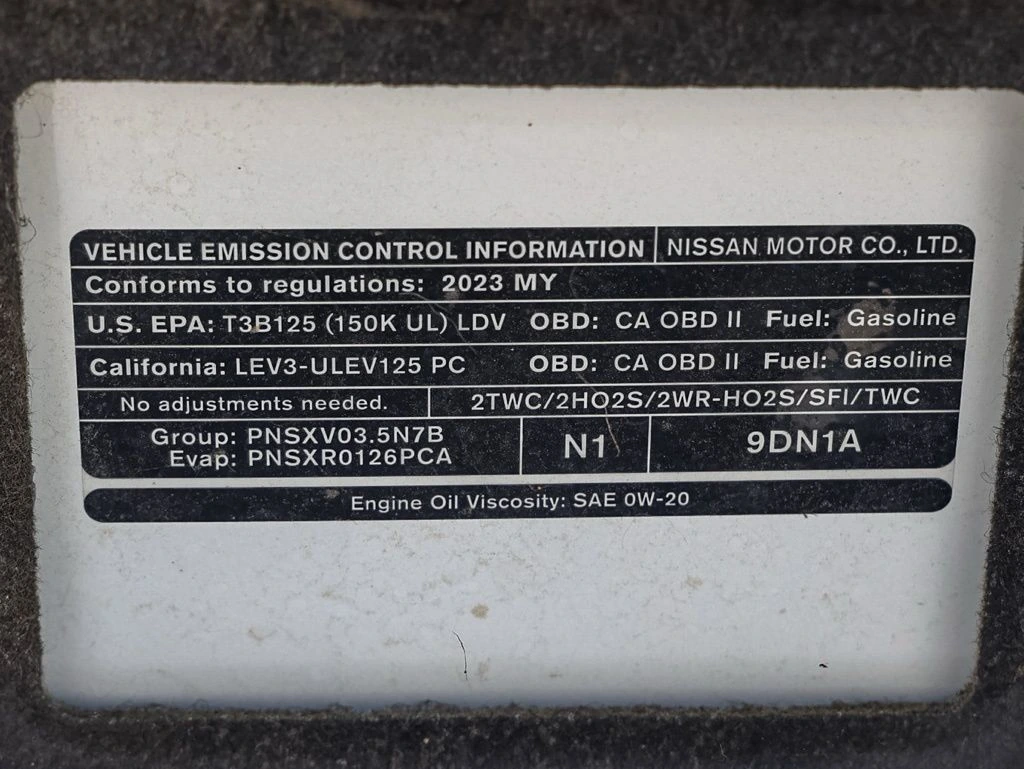 VEHICLE EMISSION CONTROL INFORMATION NISSAN MOTOR CO., LTD.
Conforms to regulations: 2023 MY
U.S. EPA: T3B125 (150K UL) LDV OBD: CA OBD II Fuel: Gasoline
California: LEV3-ULEV125 PC OBD: CA OBD II Fuel: Gasoline
No adjustments needed. 2TWC/2HO2S/2WR-HO2S/SFI/TWC
Group: PNSXV03.5N7B
Evap: PNSXR0126PCA
N1
9DN1A
Engine Oil Viscosity: SAE 0W-20